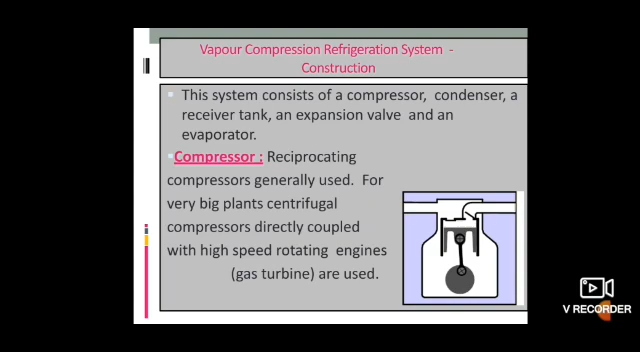 Vapour Compression Refrigeration System -
Construction
This system consists of a compressor, condenser, a
receiver tank, an expansion valve and an
evaporator.
Compressor : Reciprocating
compressors generally used. For
very big plants centrifugal
compressors directly coupled
with high speed rotating engines
(gas turbine) are used.
V RECORDER